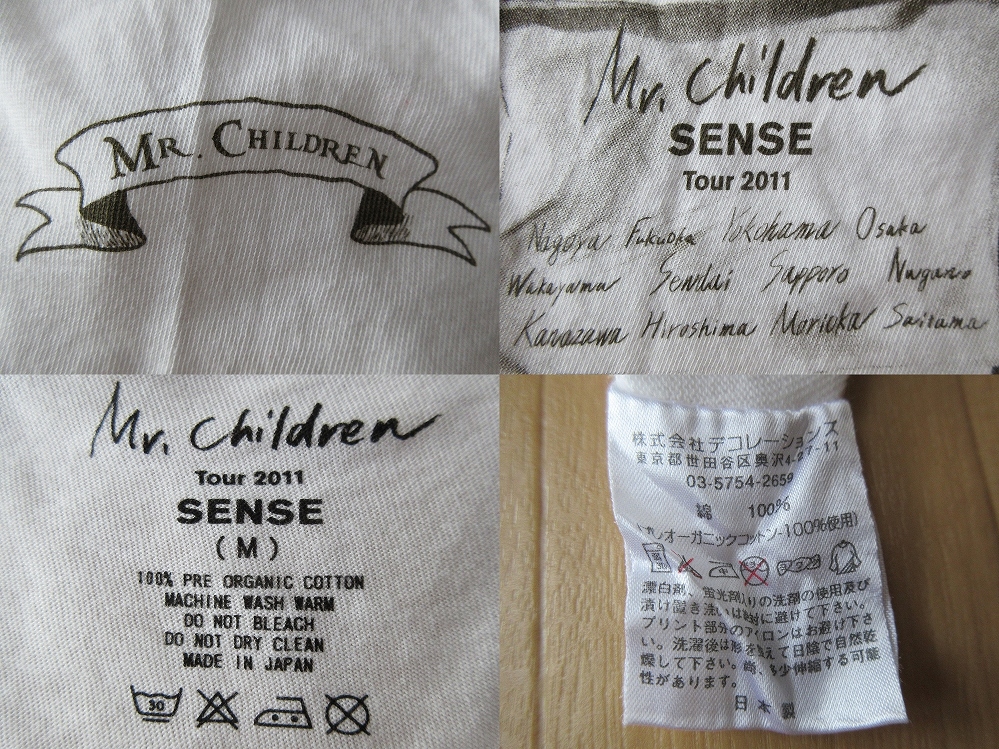 MR. CHILDREN
Mr. Children
SENSE
Tour 2011
Nagoya Fukuoka Yokohama Osaka
Wakayama Sendai Sapporo Nagano
Kanazawa Hiroshima Morioka Saitama
Mr. Children
Tour 2011
SENSE
(M)
100% PRE ORGANIC COTTON
MACHINE WASH WARM
DO NOT BLEACH
DO NOT DRY CLEAN
MADE IN JAPAN
30
株式会社デコレーションズ
東京都世田谷区奥沢4-27-11
03-5754-2659
綿 100%
オーガニックコットン-100%使用)
漂白剤、蛍光剤入りの洗剤の使用及び
漬け置き洗いは絶対に避けて下さい。
プリント部分のアイロンはお避け下さ
い。洗濯後は形を整えて日陰で自然乾
燥して下さい。尚、多少伸縮する可能
性があります。
日本製